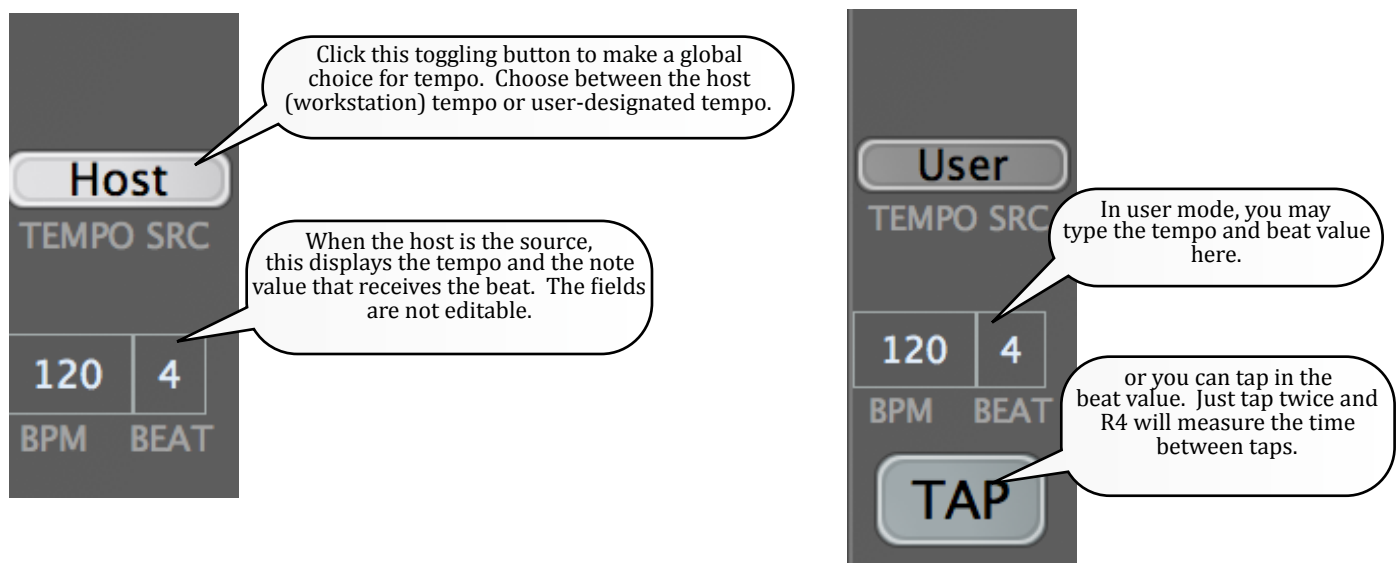 Click this toggling button to make a global
choice for tempo.  Choose between the host
(workstation) tempo or user-designated tempo.
Host
TEMPO SRC
When the host is the source,
this displays the tempo and the note
value that receives the beat.  The fields
are not editable.
120 4
BPM BEAT
User
TEMPO SRC
In user mode, you may
type the tempo and beat value
here.
120 4
BPM BEAT
or you can tap in the
beat value.  Just tap twice and
R4 will measure the time
between taps.
TAP